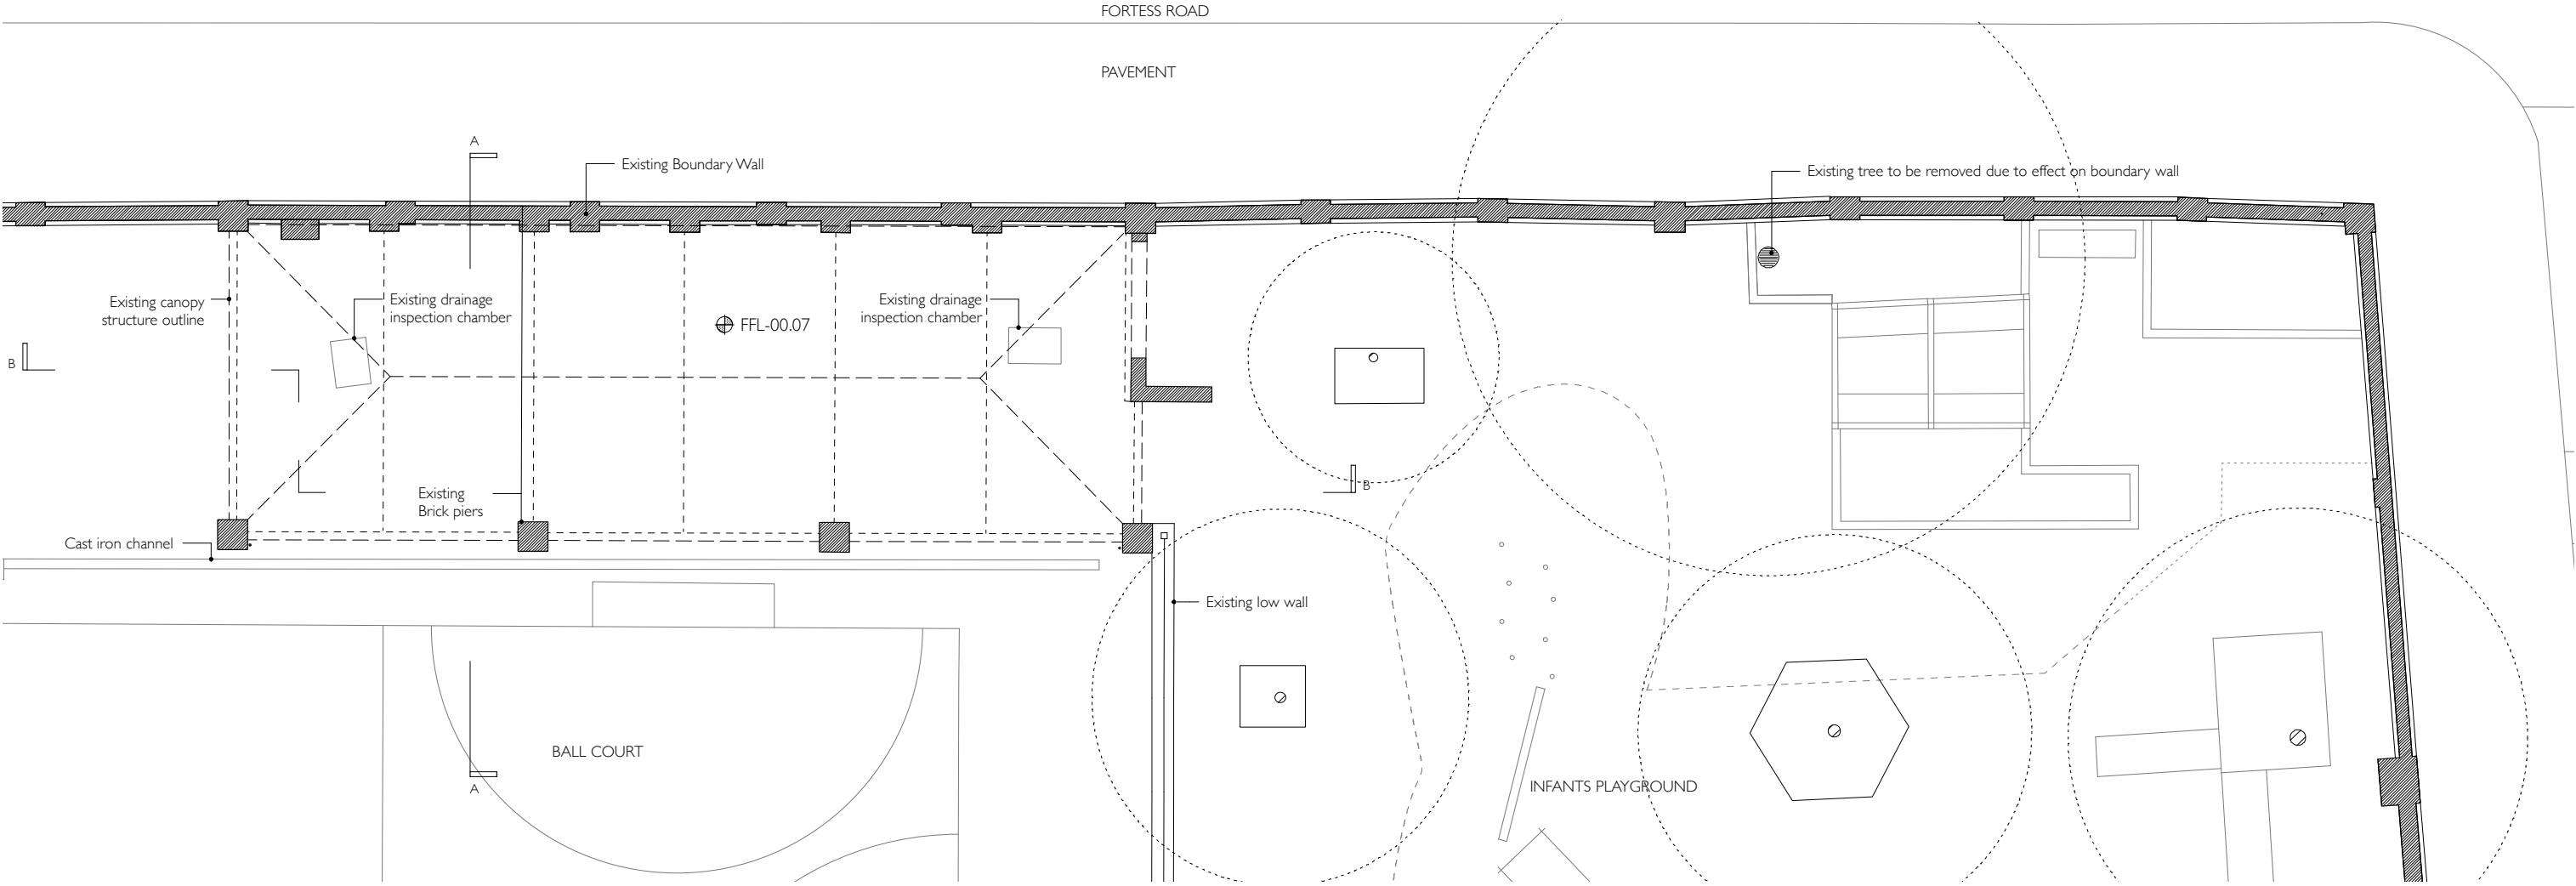 FORTESS ROAD
PAVEMENT
A
Existing Boundary Wall
Existing tree to be removed due to effect on boundary wall
Existing canopy
structure outline
Existing drainage
inspection chamber
FFL-00.07
Existing drainage
inspection chamber
B
B
Existing
Brick piers
Cast iron channel
Existing low wall
BALL COURT
A
INFANTS PLAYGROUND